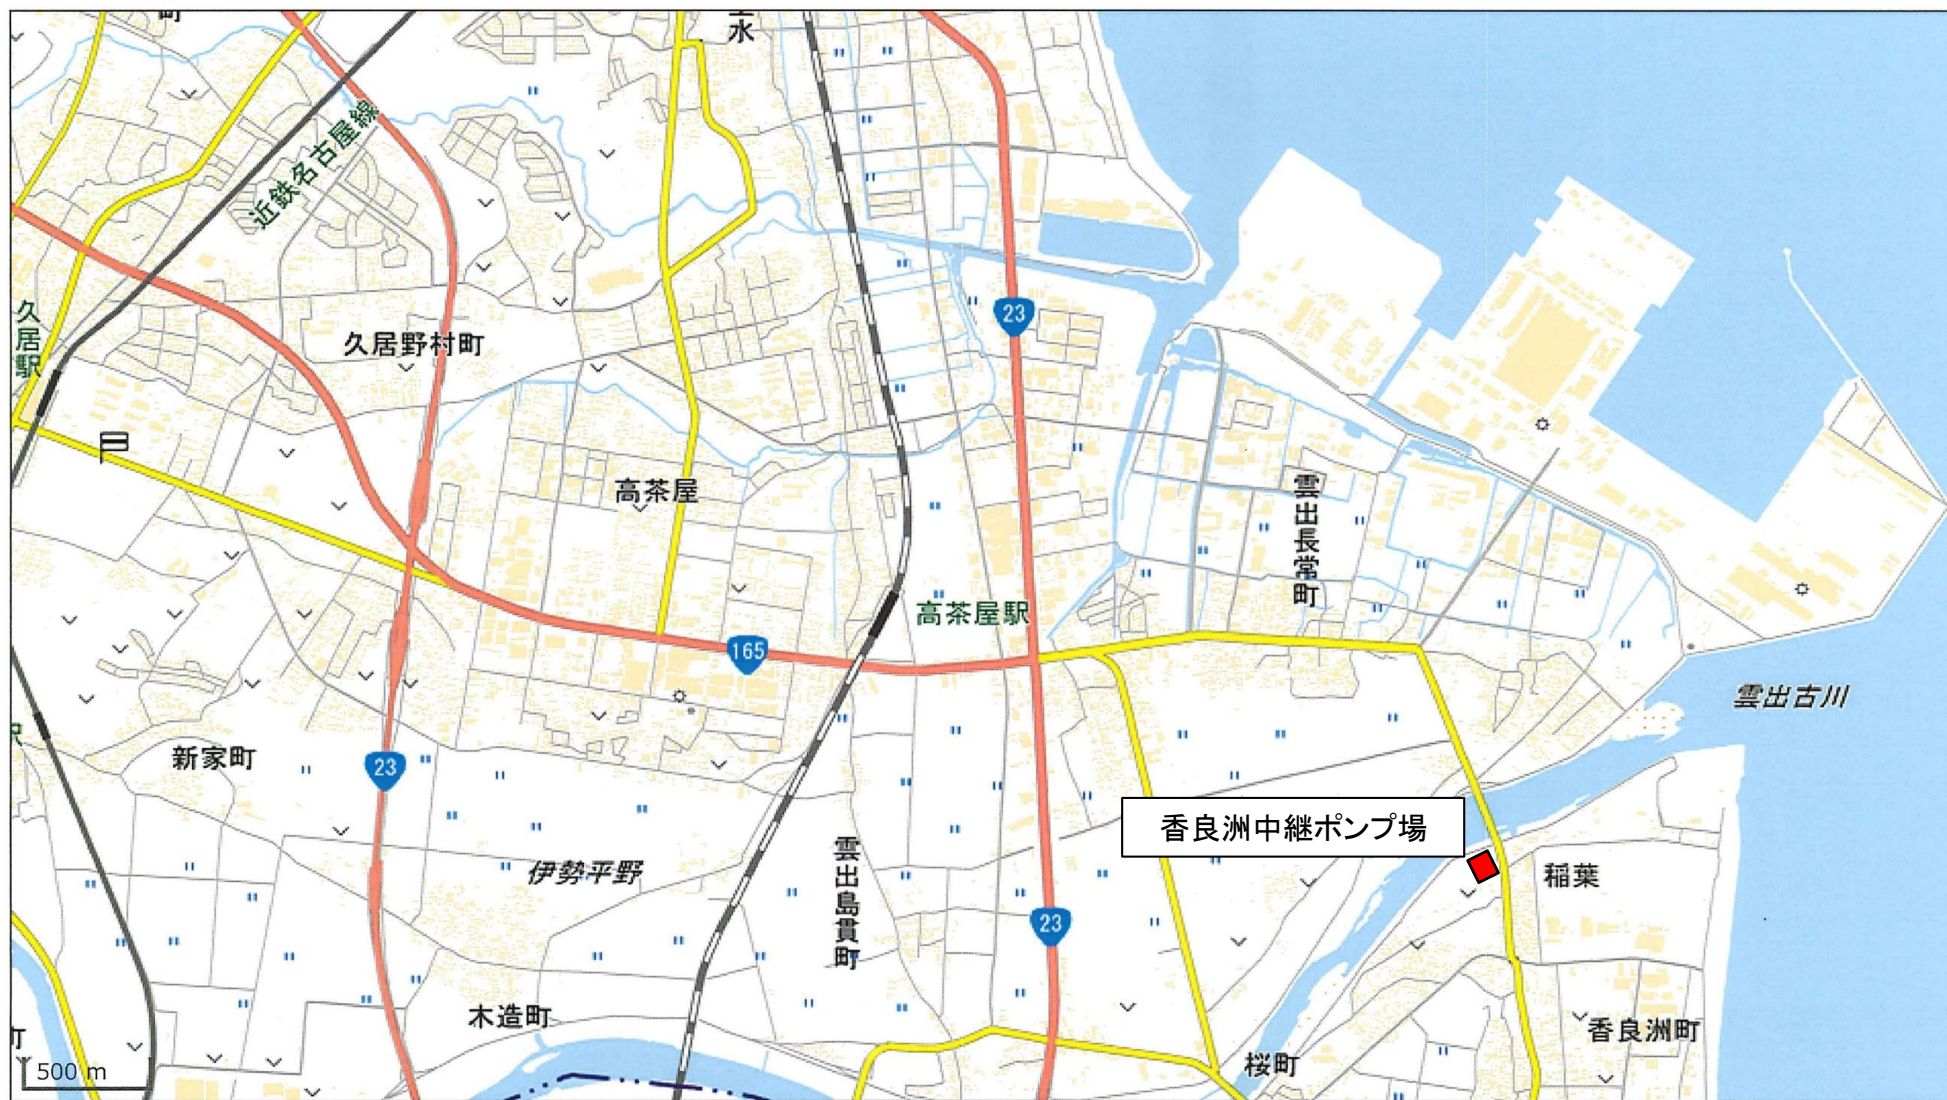 近鉄名古屋線
23
久居駅
久居野村町
高茶屋
雲出長常町
高茶屋駅
165
雲出古川
新家町
23
香良洲中継ポンプ場
伊勢平野
雲出島貫町
稲葉
23
木造町
香良洲町
桜町
500 m